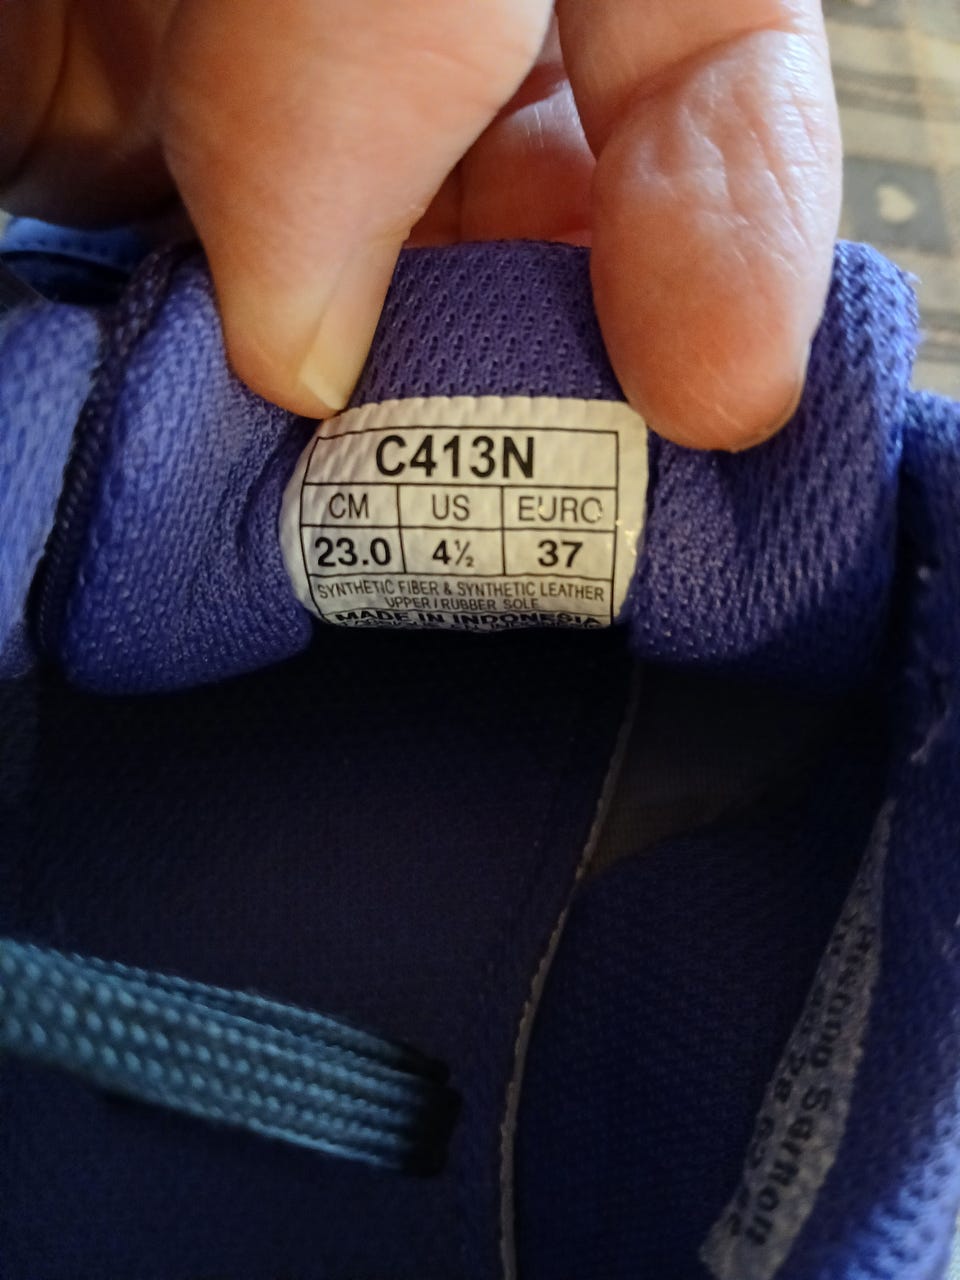 C413N
CM US EURO
23.0 4½ 37
SYNTHETIC FIBER & SYNTHETIC LEATHER
UPPER / RUBBER SOLE
MADE IN INDONESIA